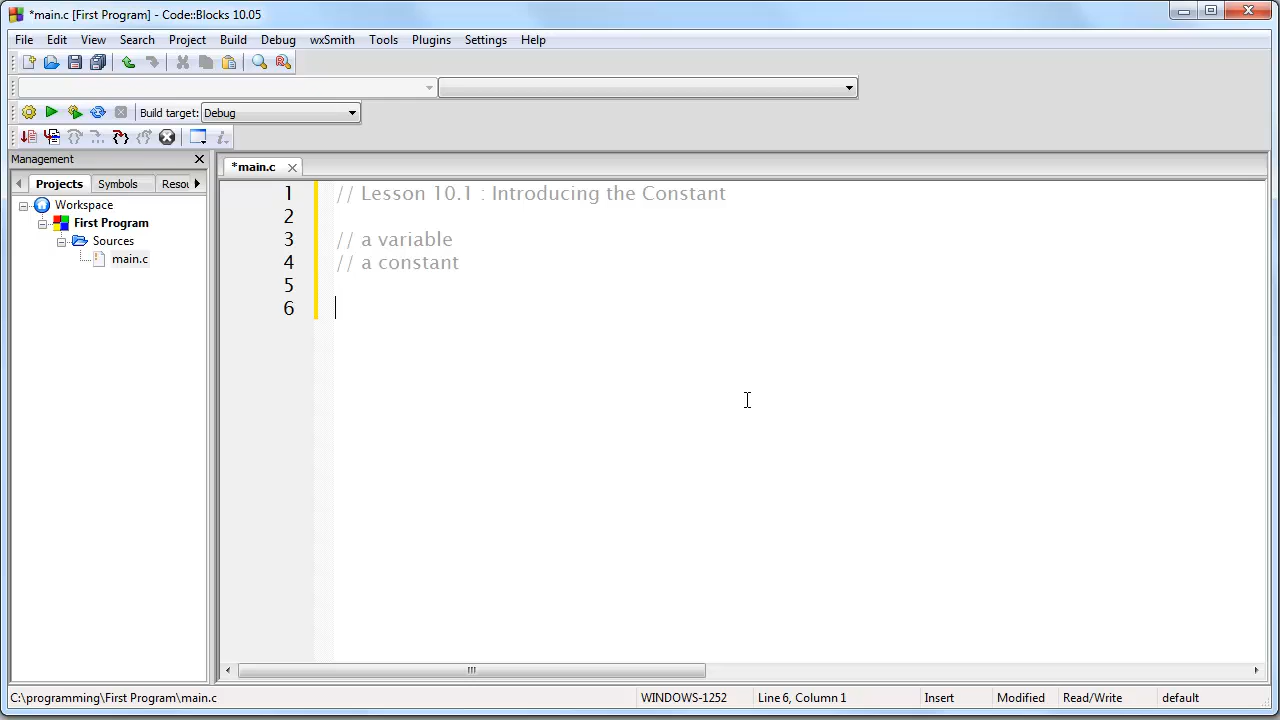 *main.c [First Program] - Code::Blocks 10.05
File Edit View Search Project Build Debug wxSmith Tools Plugins Settings Help
Build target: Debug
Management
*main.c
Projects Symbols Resou
Workspace
First Program
Sources
main.c
1 // Lesson 10.1 : Introducing the Constant
2
3 // a variable
4 // a constant
5
6
C:\programming\First Program\main.c WINDOWS-1252 Line 6, Column 1 Insert Modified Read/Write default